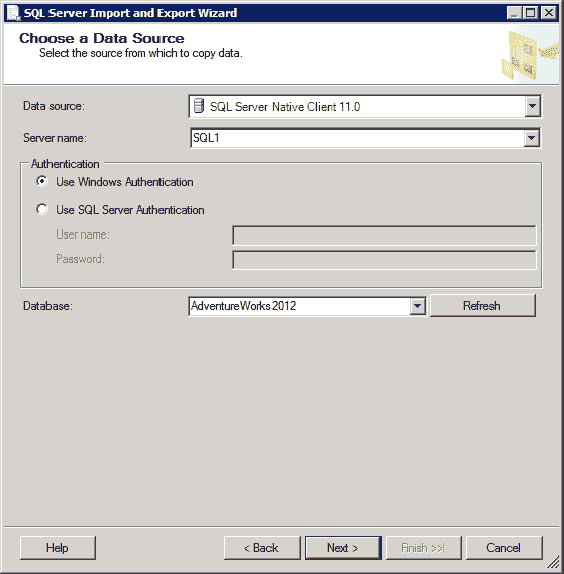 SQL Server Import and Export Wizard
Choose a Data Source
Select the source from which to copy data.
Data source:
SQL Server Native Client 11.0
Server name:
SQL1
Authentication
Use Windows Authentication
Use SQL Server Authentication
User name:
Password:
Database:
AdventureWorks2012
Refresh
Help
< Back
Next >
Finish >>|
Cancel